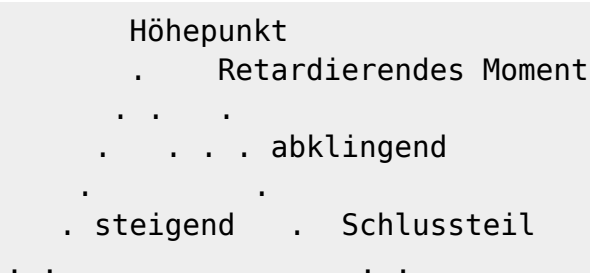 Höhepunkt
. Retardierendes Moment
. . .
. . . . abklingend
. .
. steigend . Schlussteil
. . . .